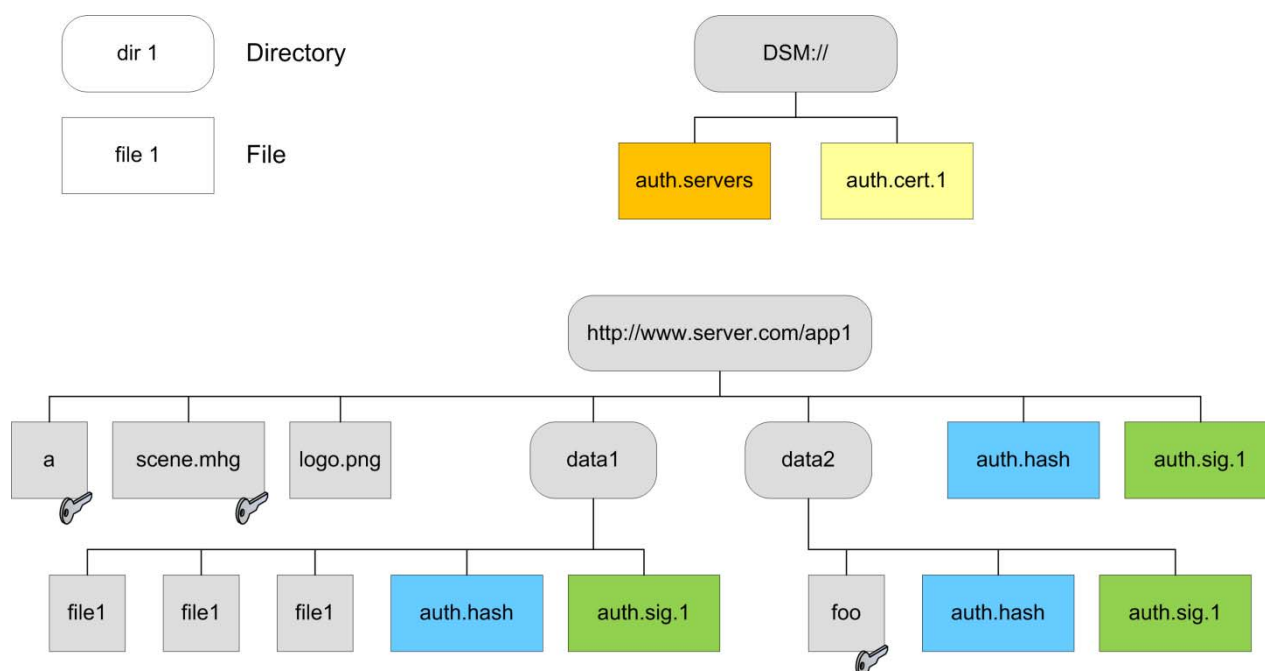 dir 1
Directory
DSM://
file 1
File
auth.servers
auth.cert.1
http://www.server.com/app1
a
scene.mhg
logo.png
data1
data2
auth.hash
auth.sig.1
file1
file1
file1
auth.hash
auth.sig.1
foo
auth.hash
auth.sig.1